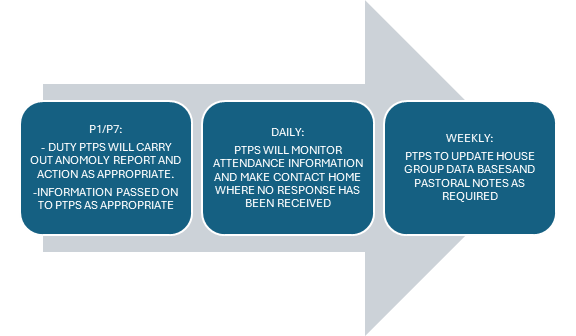 P1/P7:
- DUTY PTPS WILL CARRY
OUT ANOMOLY REPORT AND
ACTION AS APPROPRIATE.
-INFORMATION PASSED ON
TO PTPS AS APPROPRIATE
DAILY:
PTPS WILL MONITOR
ATTENDANCE INFORMATION
AND MAKE CONTACT HOME
WHERE NO RESPONSE HAS
BEEN RECEIVED
WEEKLY:
PTPS TO UPDATE HOUSE
GROUP DATA BASESAND
PASTORAL NOTES AS
REQUIRED